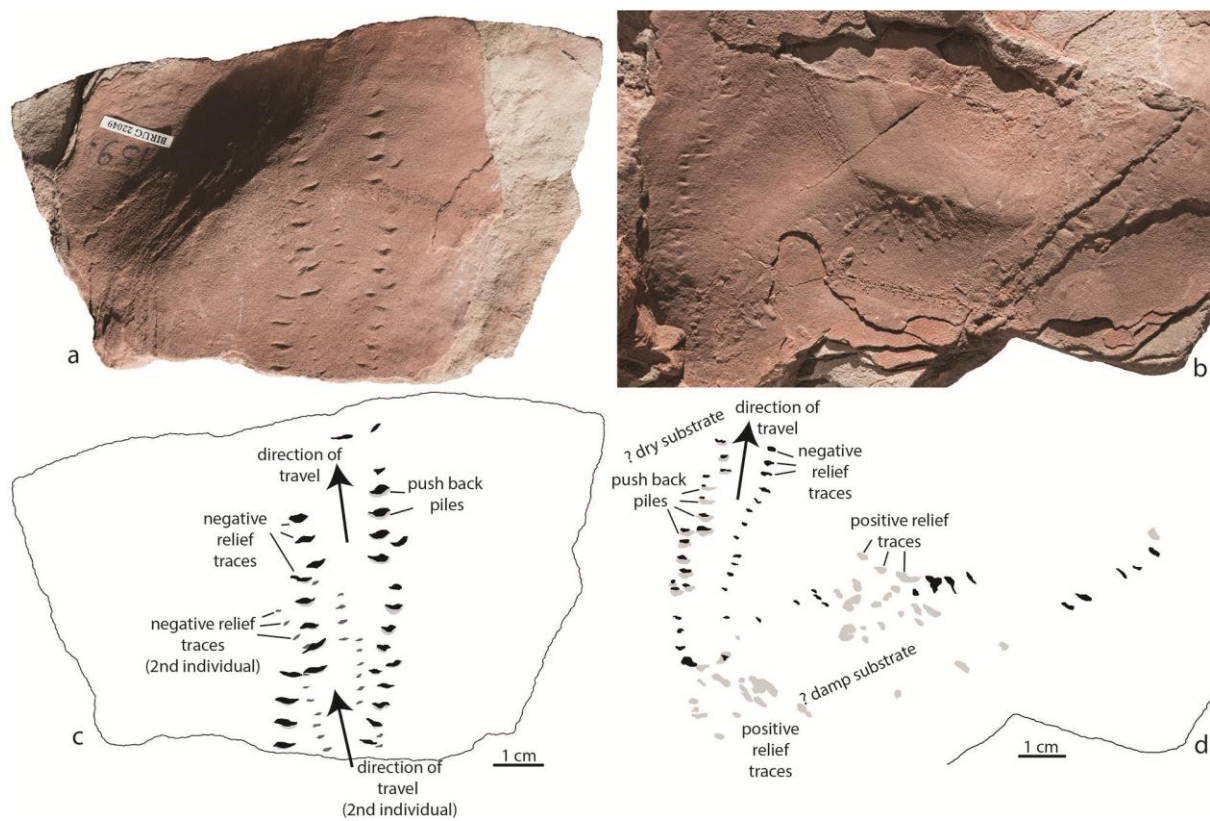 BIRUG 22049
159.
a
b
direction of
travel
push back
piles
negative
relief
traces
negative relief
traces
(2nd individual)
c
1 cm
direction of
travel
(2nd individual)
? dry substrate
direction of
travel
push back
piles
negative
relief
traces
positive relief
traces
? damp substrate
positive
relief
traces
1 cm
d